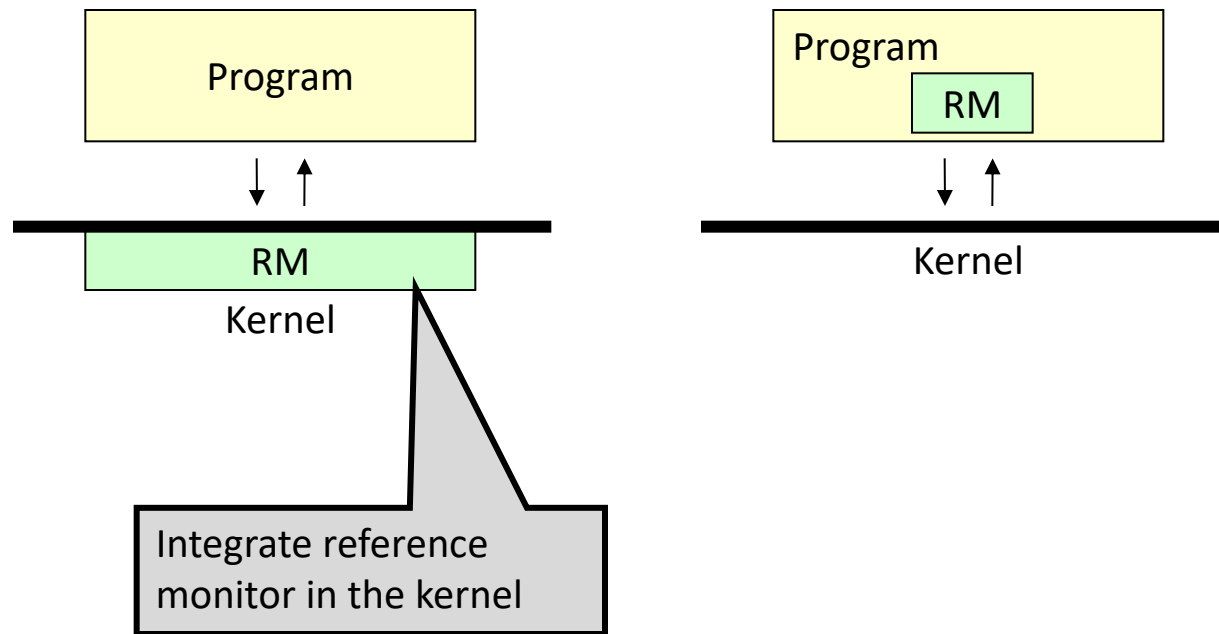 Program
RM
Kernel
Integrate reference
monitor in the kernel
Program
RM
Kernel